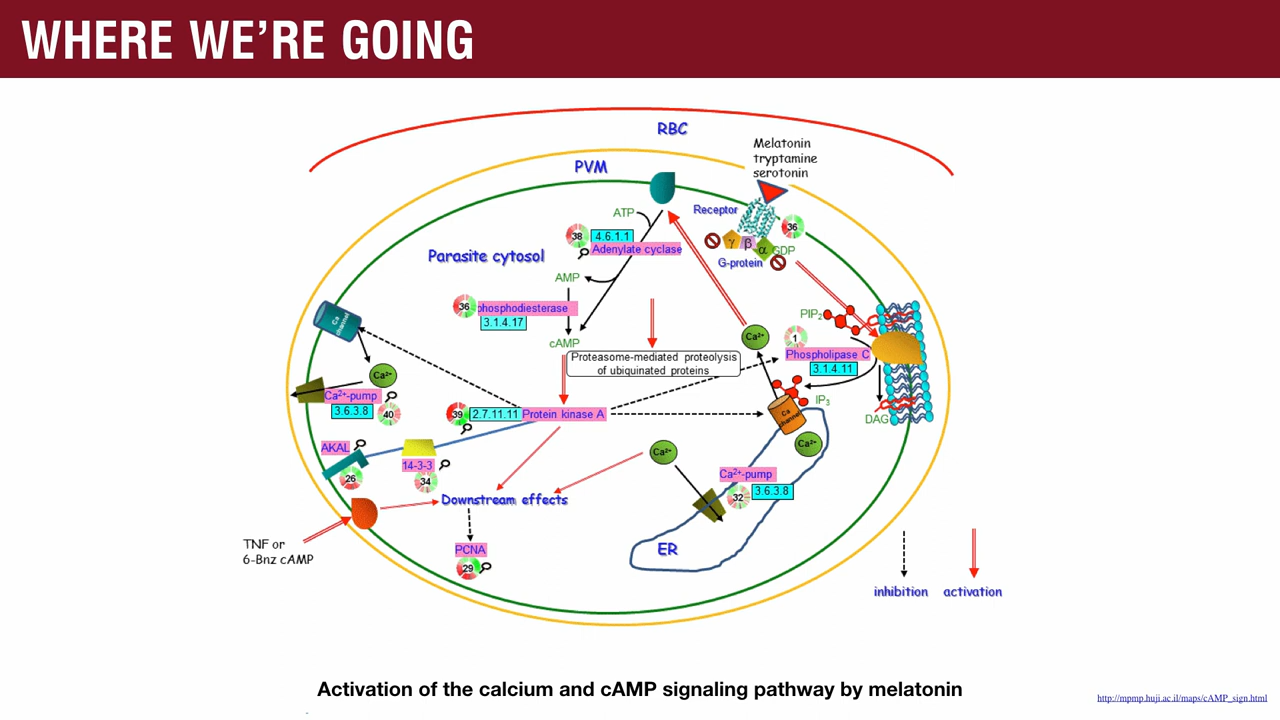 WHERE WE'RE GOING
RBC
Melatonin
tryptamine
serotonin
PVM
ATP
Receptor
36
38
4.6.1.1
Adenylate cyclase
γ
β
α
GDP
G-protein
Parasite cytosol
AMP
36
phosphodiesterase
3.1.4.17
PIP2
Ca
channel
cAMP
Ca2+
1
Phospholipase C
3.1.4.11
Proteasome-mediated proteolysis
of ubiquinated proteins
Ca2+
Ca2+-pump
3.6.3.8
40
39
2.7.11.11
Protein kinase A
IP3
Ca
channel
DAG
AKAL
26
14-3-3
34
Ca2+
Ca2+
Ca2+-pump
32
3.6.3.8
Downstream effects
TNF or
6-Bnz cAMP
PCNA
29
ER
inhibition
activation
Activation of the calcium and cAMP signaling pathway by melatonin
http://mpmp.huji.ac.il/maps/cAMP_sign.html